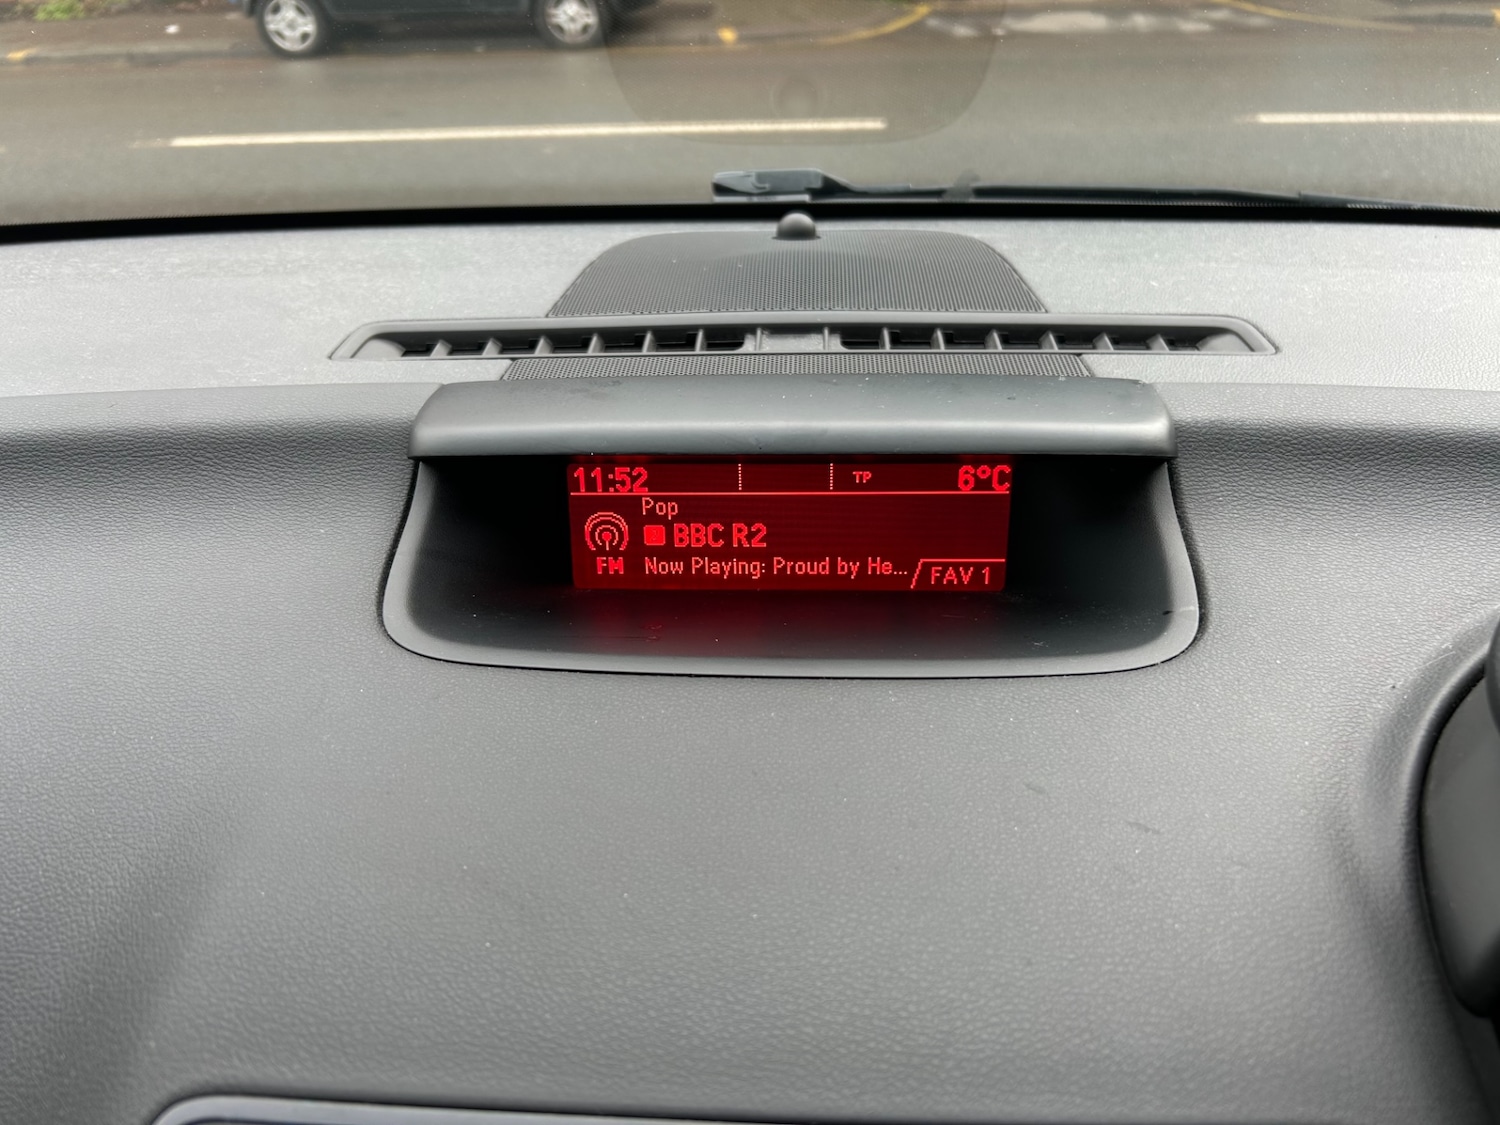 11:52 TP 6°C
Pop
BBC R2
FM Now Playing: Proud by He...
FAV 1